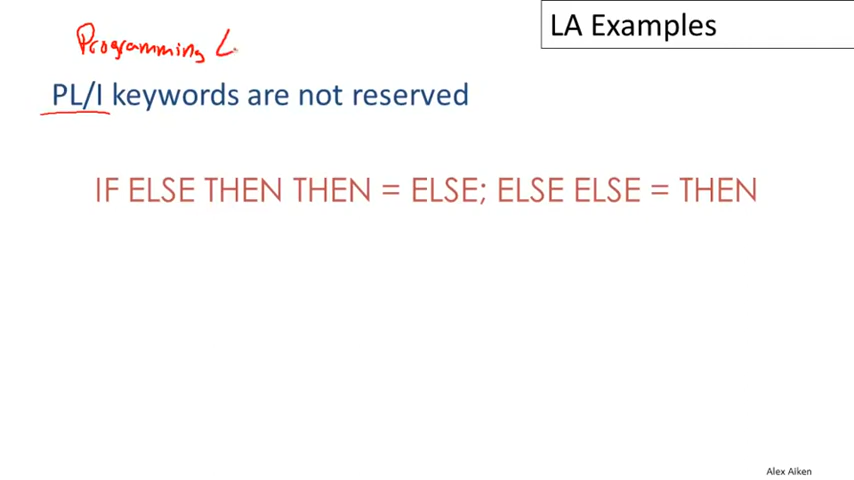 LA Examples
Programming L
PL/I keywords are not reserved
IF ELSE THEN THEN = ELSE; ELSE ELSE = THEN
Alex Aiken